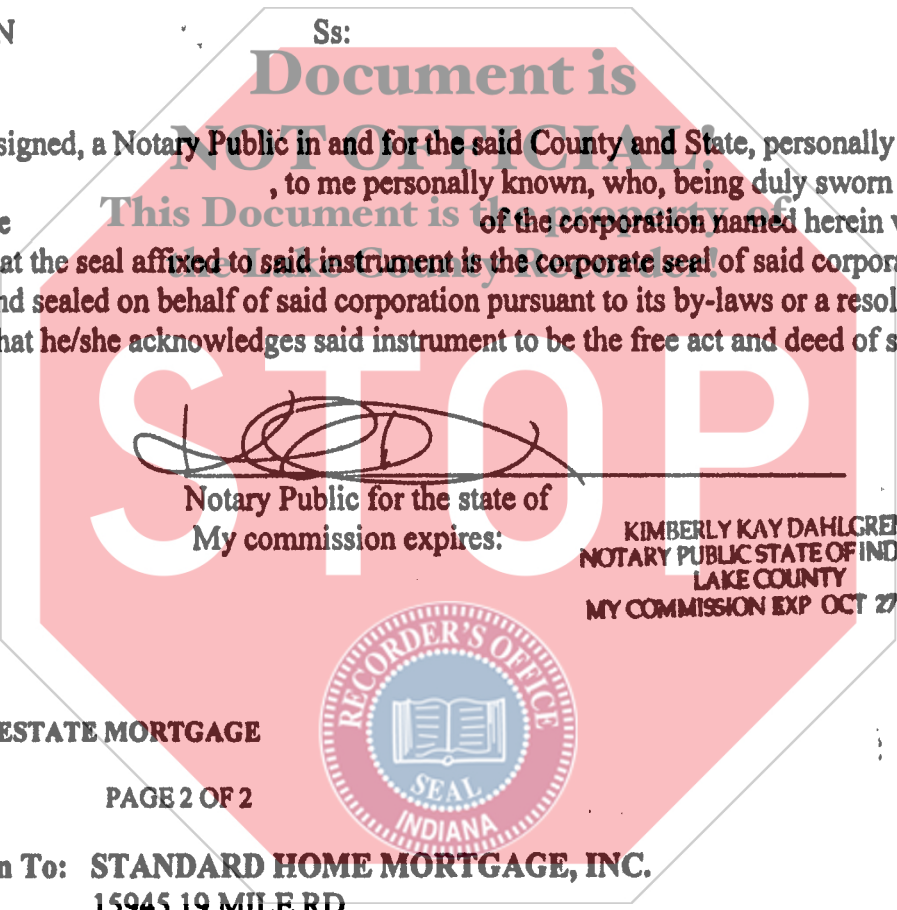 N Ss:
Document is
NOT OFFICIAL!
signed, a Notary Public in and for the said County and State, personally
, to me personally known, who, being duly sworn
This Document is the property of
e of the corporation named herein
the Lake County Recorder!
at the seal affixed to said instrument is the corporate seal of said corpor
nd sealed on behalf of said corporation pursuant to its by-laws or a resol
hat he/she acknowledges said instrument to be the free act and deed of s
STOP
Notary Public for the state of
My commission expires:
KIMBERLY KAY DAHLGREN
NOTARY PUBLIC STATE OF IND
LAKE COUNTY
MY COMMISSION EXP OCT 27
RECORDER'S OFFICE
SEAL
INDIANA
ESTATE MORTGAGE
PAGE 2 OF 2
n To: STANDARD HOME MORTGAGE, INC.
15945 19 MILE RD